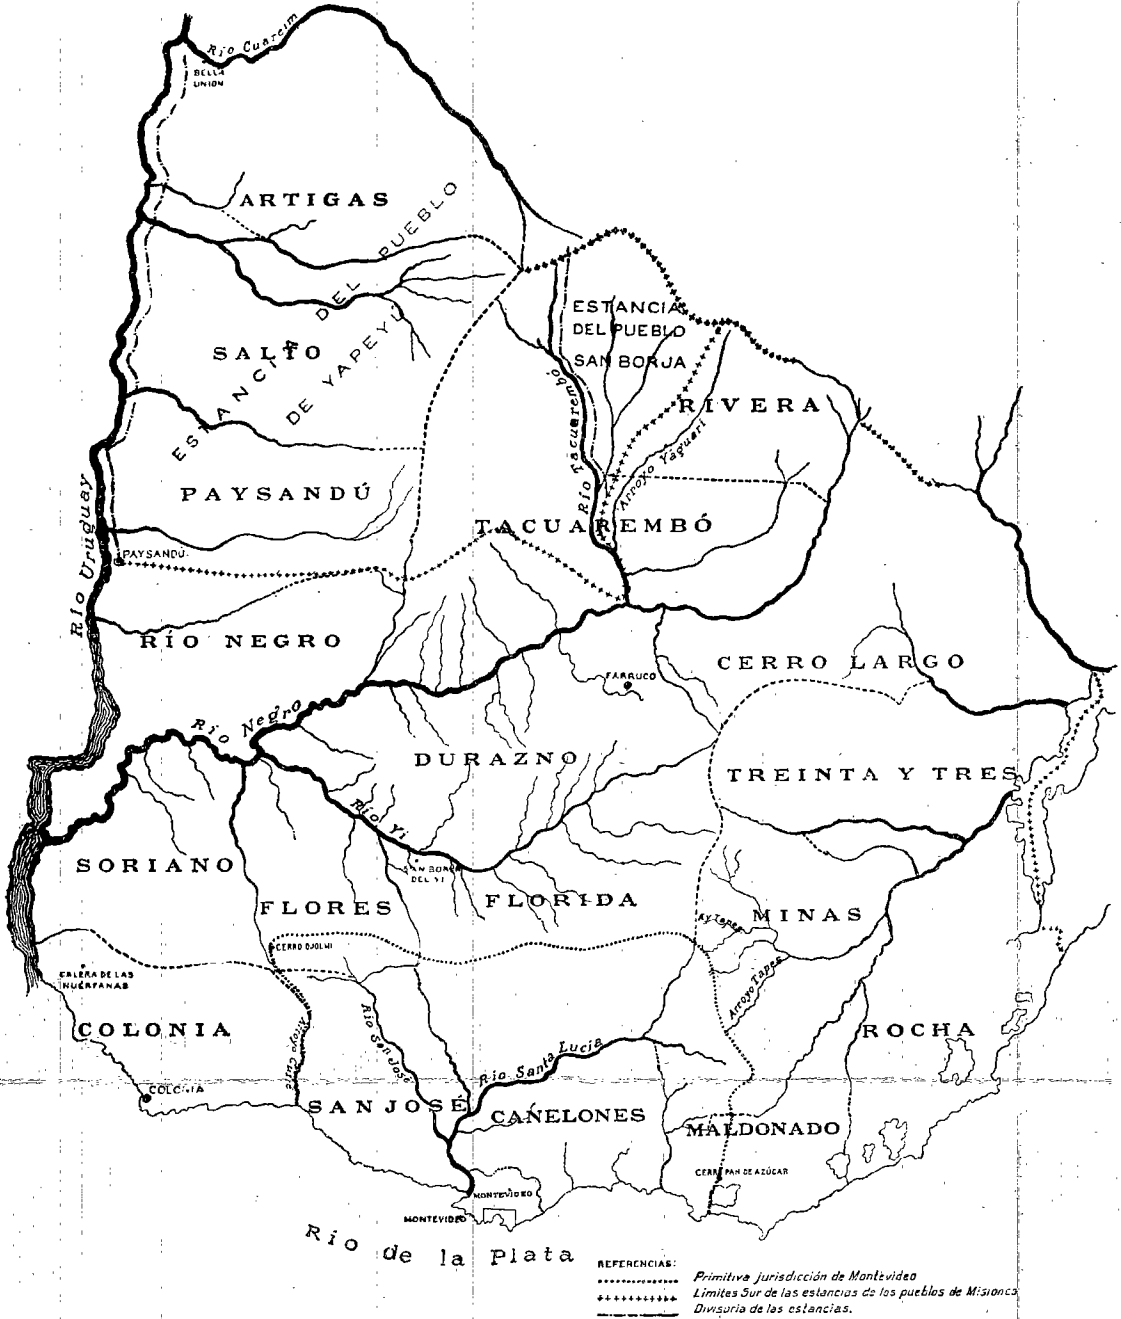 Río Cuareim
BELLA
UNION
ARTIGAS
ESTANCIA DEL PUEBLO
DE YAPEYÚ
SALTO
ESTANCIA
DEL PUEBLO
SAN BORJA
RIVERA
Río Tacuarembó
Arroyo Yaguarí
PAYSANDÚ
TACUAREMBÓ
Río Uruguay
PAYSANDÚ
RÍO NEGRO
CERRO LARGO
FARRUCO
Río Negro
DURAZNO
TREINTA Y TRES
Río Yí
SORIANO
SAN BORJA
DEL YI
FLORES
FLORIDA
MINAS
Ay Tapes
CERRO OJOLMI
CALERA DE LAS
HUÉRFANAS
Arroyo Tapes
COLONIA
Arroyo Cufré
Río San José
ROCHA
Río Santa Lucía
COLONIA
SAN JOSÉ
CAÑELONES
MALDONADO
CERRO PAN DE AZÚCAR
MONTEVIDEO
MONTEVIDEO
Río de la Plata
REFERENCIAS:
Primitiva jurisdicción de Montevideo
Limites Sur de las estancias de los pueblos de Misiones
Divisoria de las estancias.